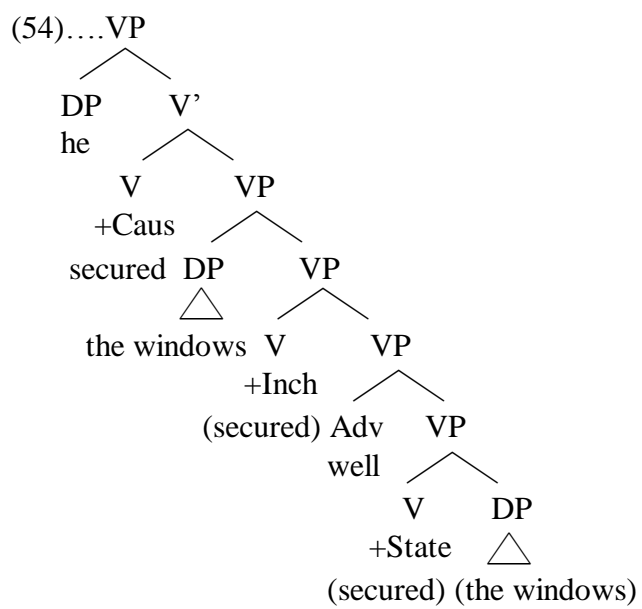 (54)….VP
DP V’
he
V VP
+Caus
secured DP VP
the windows V VP
+Inch
(secured) Adv VP
well
V DP
+State
(secured) (the windows)